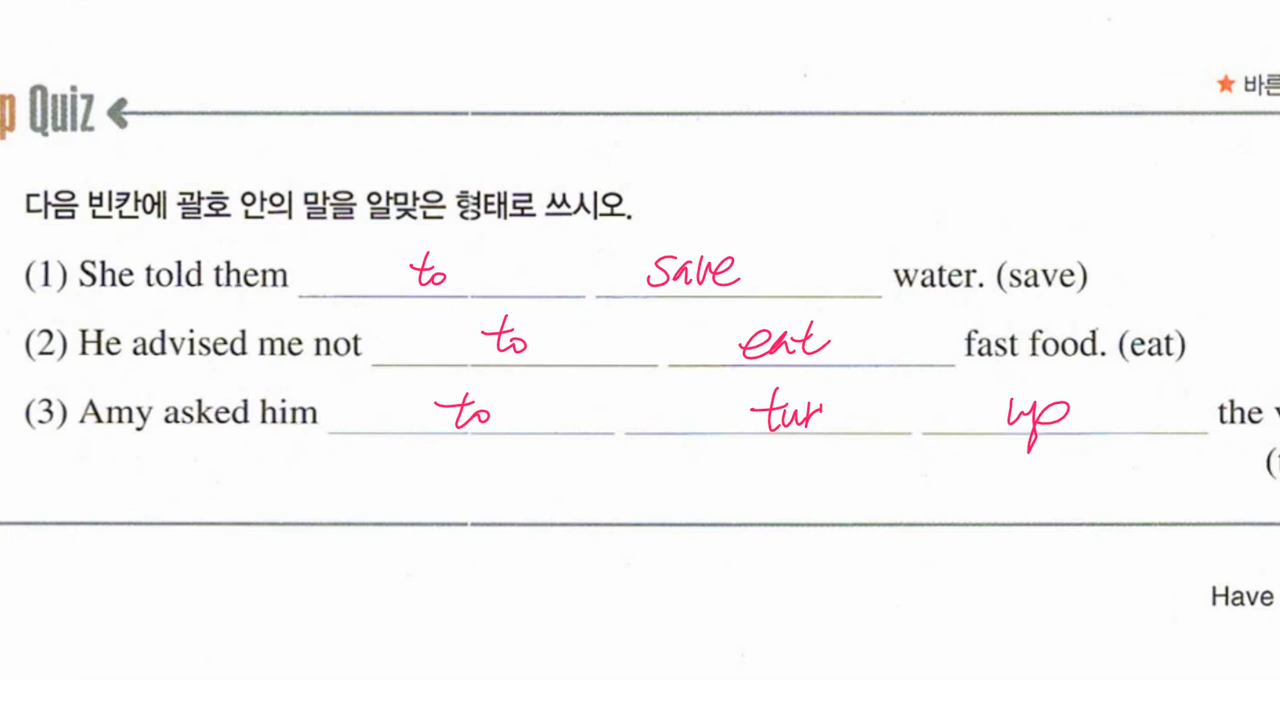 p Quiz
★ 바른
다음 빈칸에 괄호 안의 말을 알맞은 형태로 쓰시오.
(1) She told them to save water. (save)
(2) He advised me not to eat fast food. (eat)
(3) Amy asked him to tur up the v
(t
Have